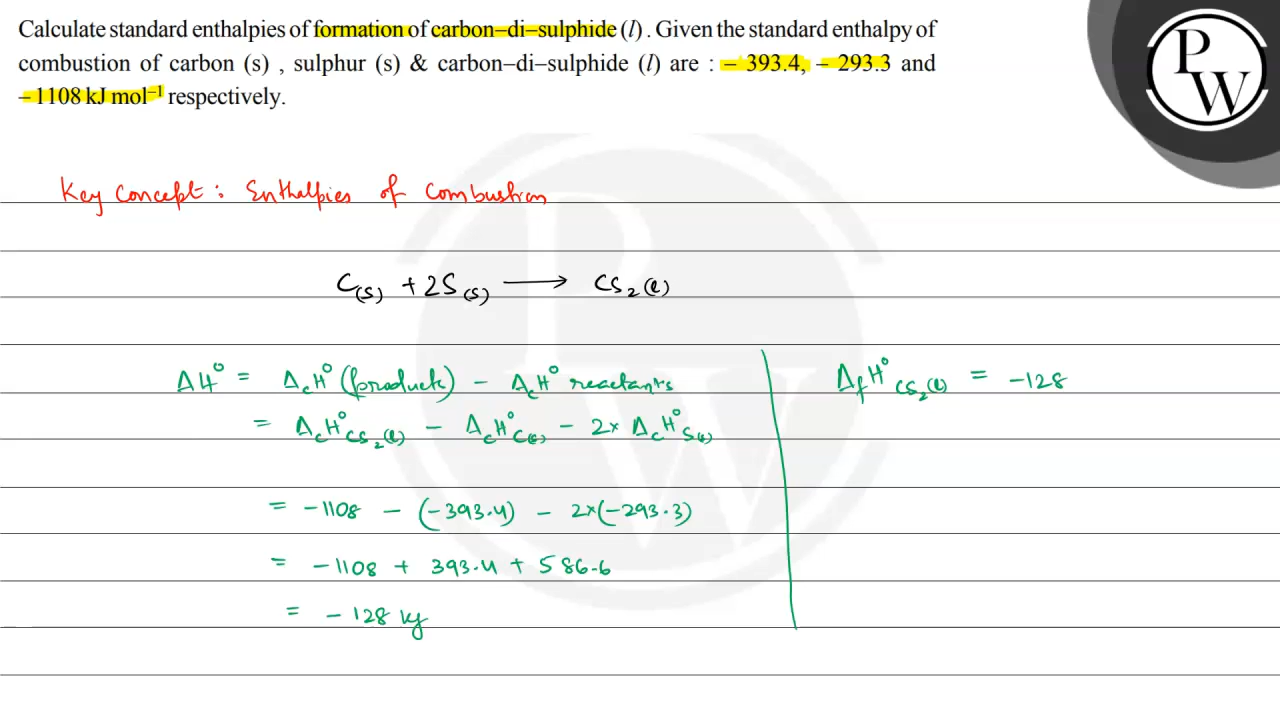 Calculate standard enthalpies of formation of carbon–di–sulphide (l) . Given the standard enthalpy of
combustion of carbon (s) , sulphur (s) & carbon–di–sulphide (l) are : – 393.4, – 293.3 and
– 1108 kJ mol⁻¹ respectively.
P
W
Key Concept : Enthalpies of Combustion
C(s) + 2S(s) ⟶ CS₂(l)
ΔH° = ΔcH° (product) − ΔcH° reactants
= ΔcH°CS₂(l) − ΔcH°C(s) − 2× ΔcH°S(s)
= −1108 − (−393.4) − 2×(−293.3)
= −1108 + 393.4 + 586.6
= −128 kJ
ΔfH°CS₂(l) = −128